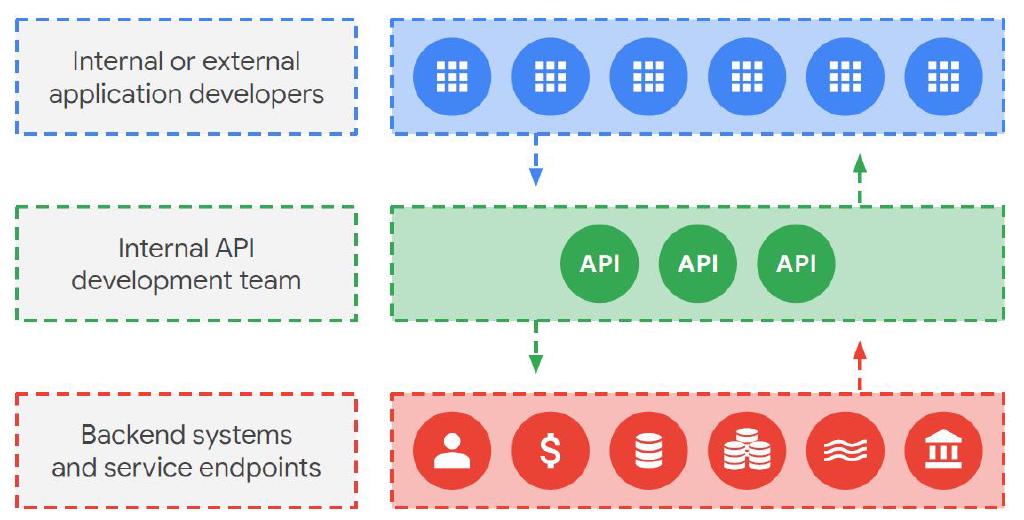 Internal or external
application developers
Internal API
development team
API API API
Backend systems
and service endpoints
$